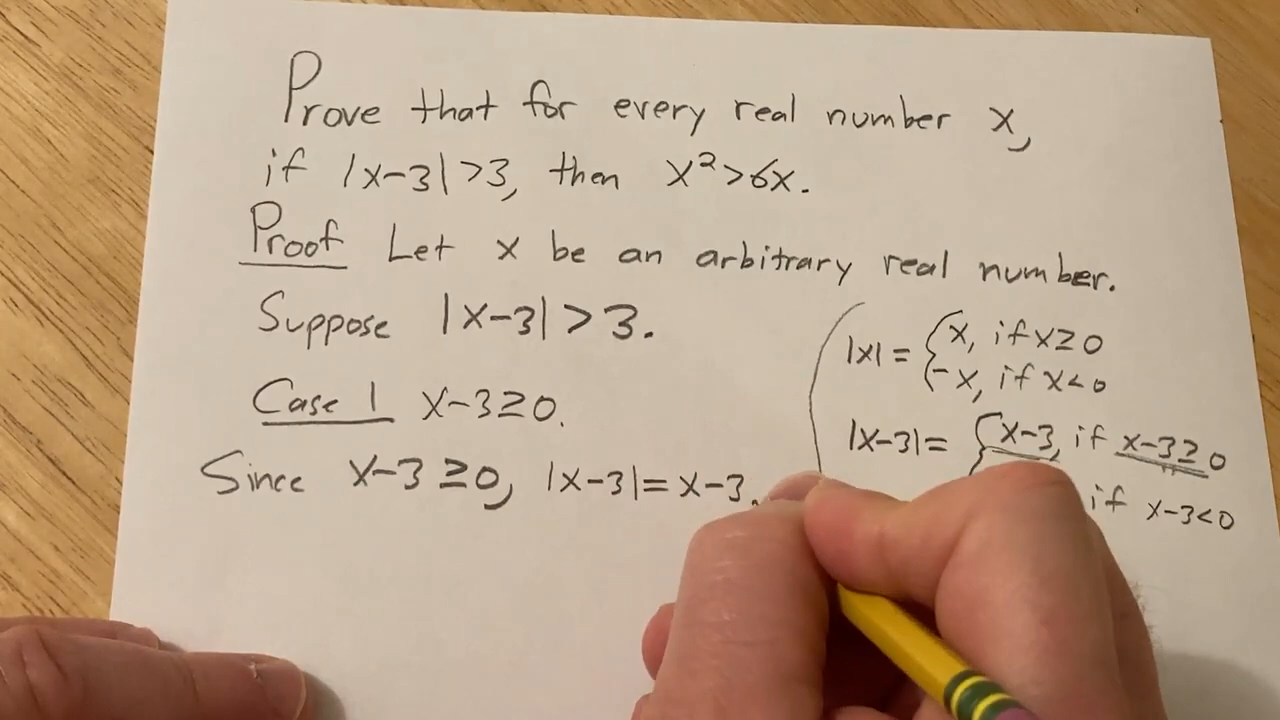 Prove that for every real number x,
if |x-3|>3, then x²>6x.
Proof Let x be an arbitrary real number.
Suppose |x-3|>3.
Case 1 x-3≥0.
Since x-3≥0, |x-3|=x-3.
|x|= { x, if x≥0
-x, if x<0
|x-3|= { x-3, if x-3≥0
if x-3<0